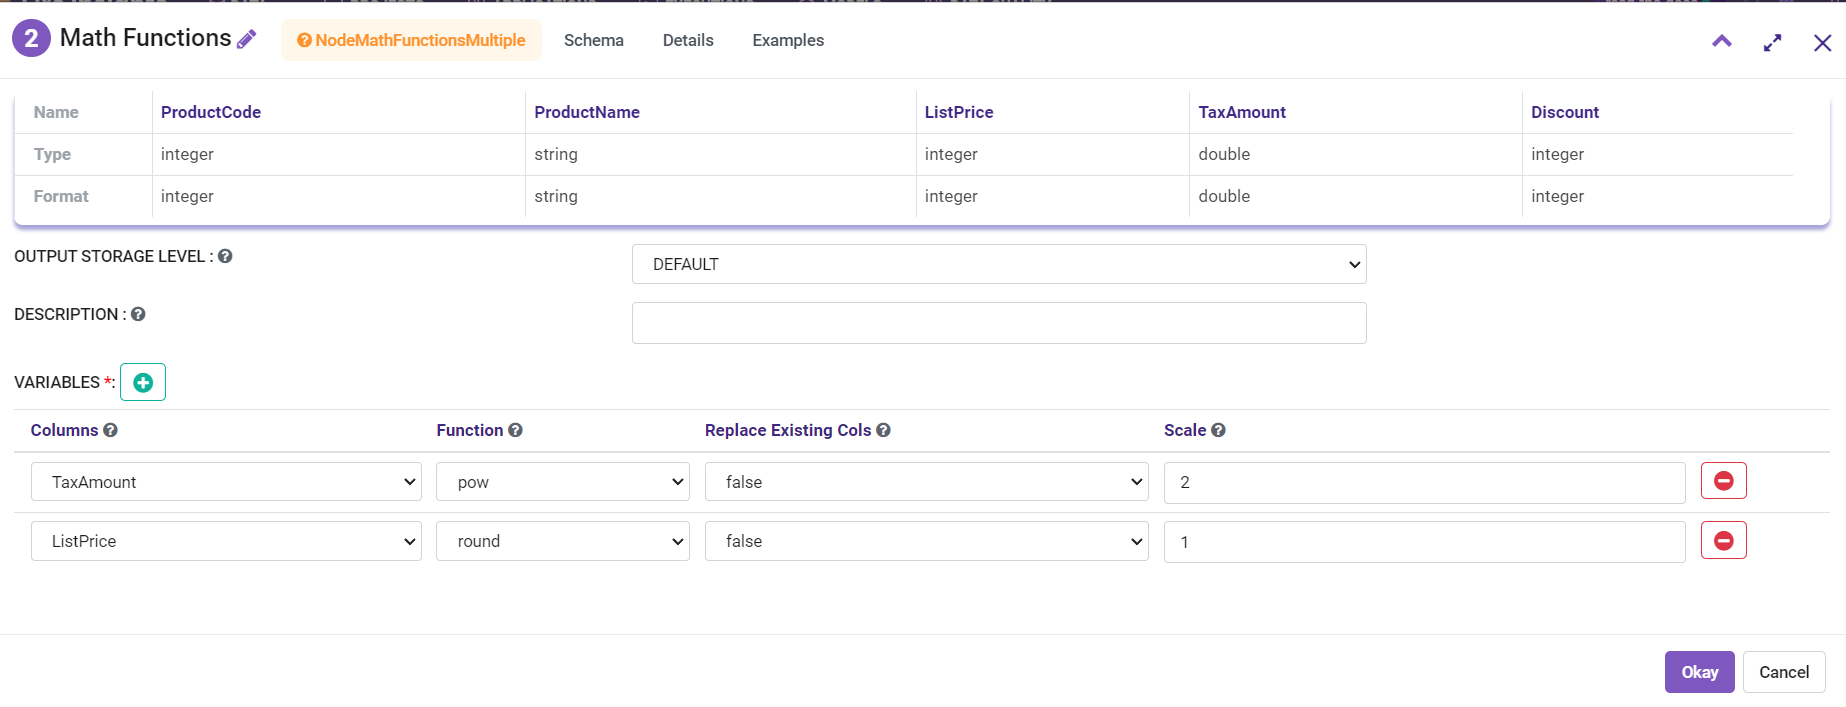 2 Math Functions NodeMathFunctionsMultiple Schema Details Examples
Name ProductCode ProductName ListPrice TaxAmount Discount
Type integer string integer double integer
Format integer string integer double integer
OUTPUT STORAGE LEVEL : DEFAULT
DESCRIPTION :
VARIABLES *:
Columns Function Replace Existing Cols Scale
TaxAmount pow false 2
ListPrice round false 1
Okay Cancel